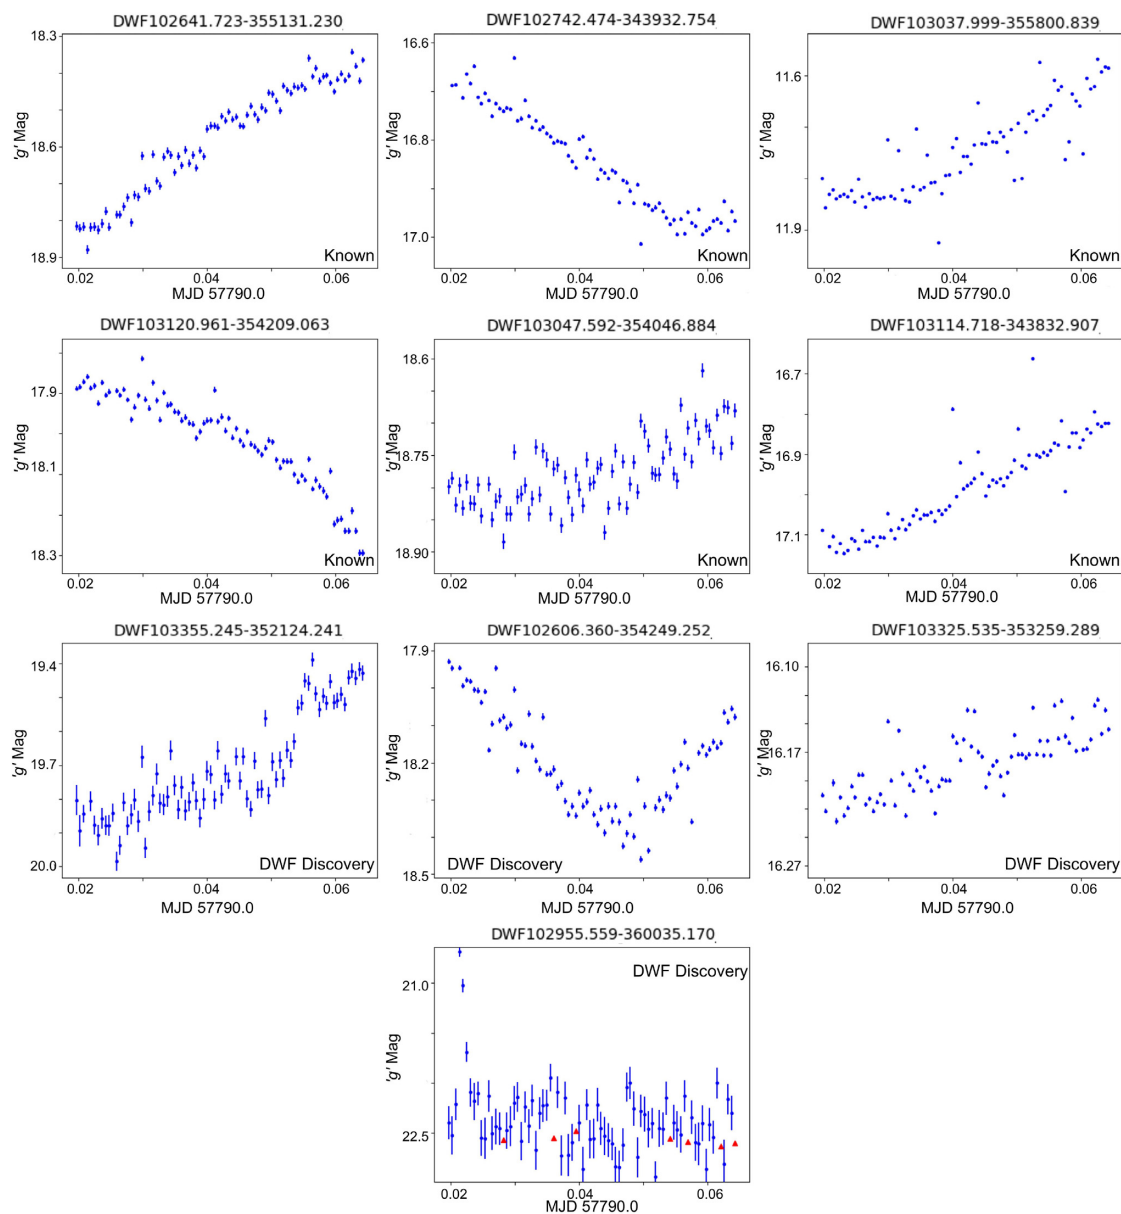 DWF102641.723-355131.230
18.3
18.6
18.9
'g' Mag
Known
0.02 0.04 0.06
MJD 57790.0
DWF102742.474-343932.754
16.6
16.8
17.0
'g' Mag
Known
0.02 0.04 0.06
MJD 57790.0
DWF103037.999-355800.839
11.6
11.9
'g' Mag
Known
0.02 0.04 0.06
MJD 57790.0
DWF103120.961-354209.063
17.9
18.1
18.3
'g' Mag
Known
0.02 0.04 0.06
MJD 57790.0
DWF103047.592-354046.884
18.6
18.75
18.90
'g' Mag
Known
0.02 0.04 0.06
MJD 57790.0
DWF103114.718-343832.907
16.7
16.9
17.1
'g' Mag
Known
0.02 0.04 0.06
MJD 57790.0
DWF103355.245-352124.241
19.4
19.7
20.0
'g' Mag
DWF Discovery
0.02 0.04 0.06
MJD 57790.0
DWF102606.360-354249.252
17.9
18.2
18.5
'g' Mag
DWF Discovery
0.02 0.04 0.06
MJD 57790.0
DWF103325.535-353259.289
16.10
16.17
16.27
'g' Mag
DWF Discovery
0.02 0.04 0.06
MJD 57790.0
DWF102955.559-360035.170
DWF Discovery
21.0
22.5
'g' Mag
0.02 0.04 0.06
MJD 57790.0